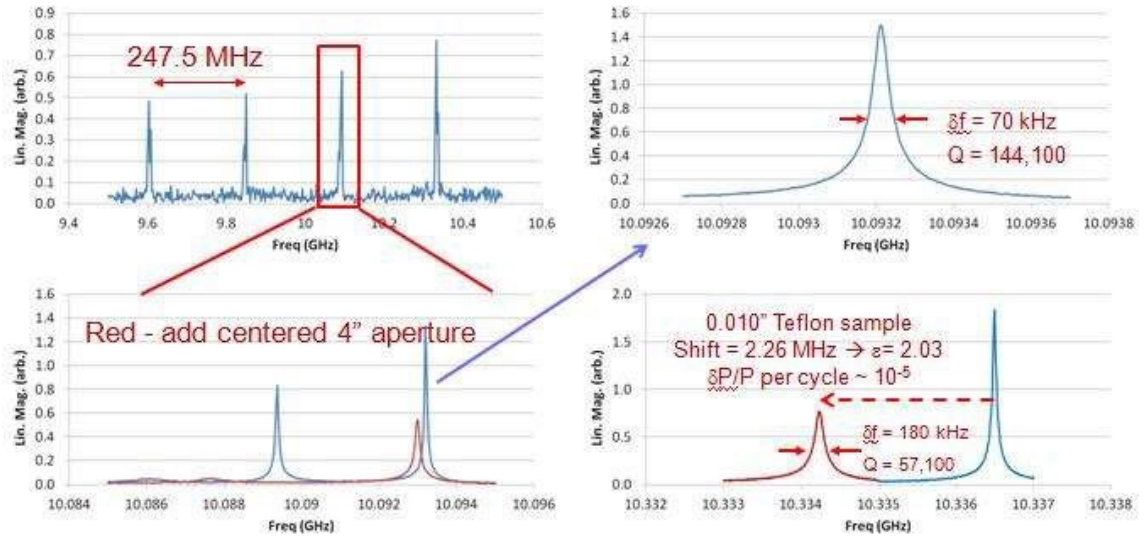 0.9
0.8
0.7
0.6
0.5
0.4
0.3
0.2
0.1
0.0
Lin. Mag. (arb.)
247.5 MHz
9.4 9.6 9.8 10 10.2 10.4 10.6
Freq (GHz)
1.6
1.4
1.2
1.0
0.8
0.6
0.4
0.2
0.0
Lin. Mag. (arb.)
δf = 70 kHz
Q = 144,100
10.0926 10.0928 10.093 10.0932 10.0934 10.0936 10.0938
Freq (GHz)
1.6
1.4
1.2
1.0
0.8
0.6
0.4
0.2
0.0
Lin. Mag. (arb.)
Red - add centered 4” aperture
10.084 10.086 10.088 10.09 10.092 10.094 10.096
Freq (GHz)
2.0
1.5
1.0
0.5
0.0
Lin. Mag. (arb.)
0.010” Teflon sample
Shift = 2.26 MHz → ε= 2.03
δP/P per cycle ~ 10⁻⁵
δf = 180 kHz
Q = 57,100
10.332 10.333 10.334 10.335 10.336 10.337 10.338
Freq (GHz)